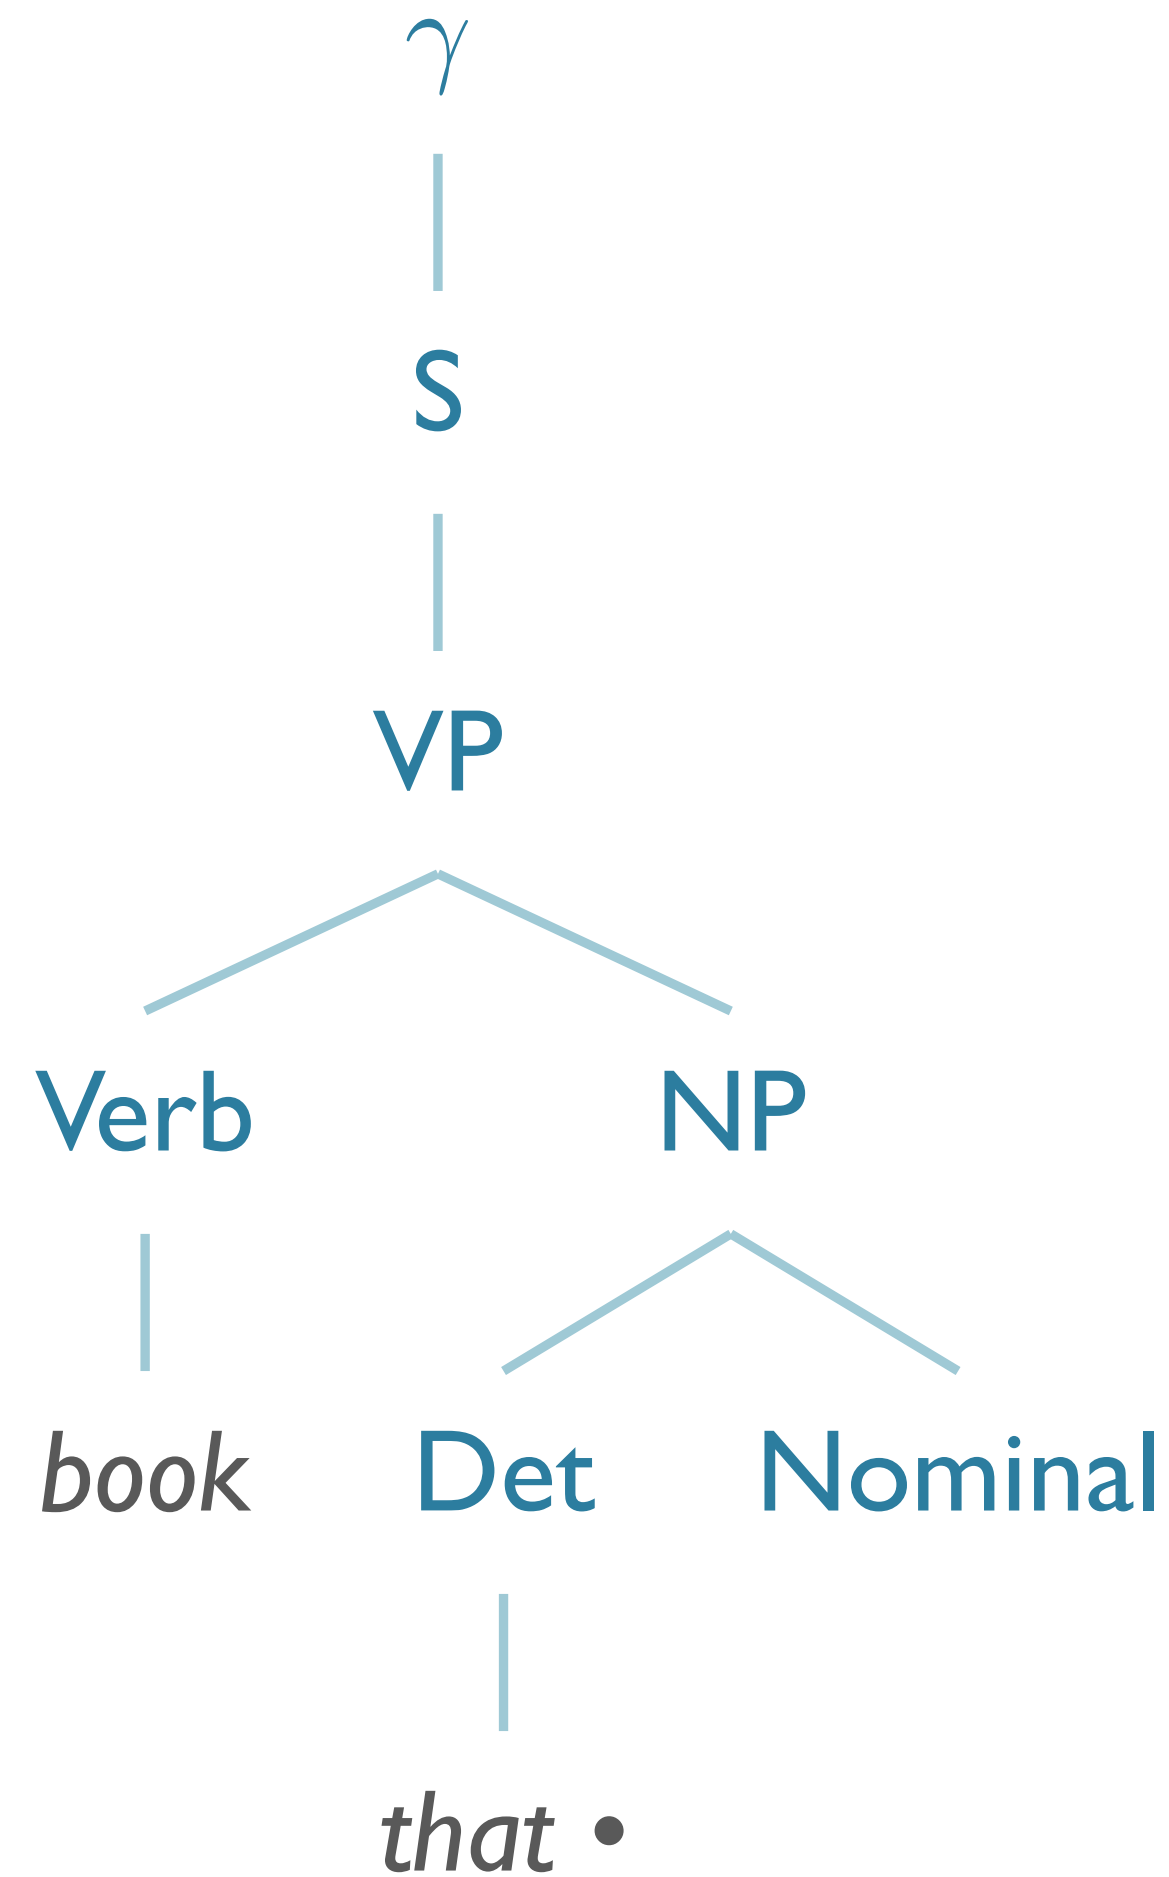 γ
S
VP
Verb NP
book Det Nominal
that •